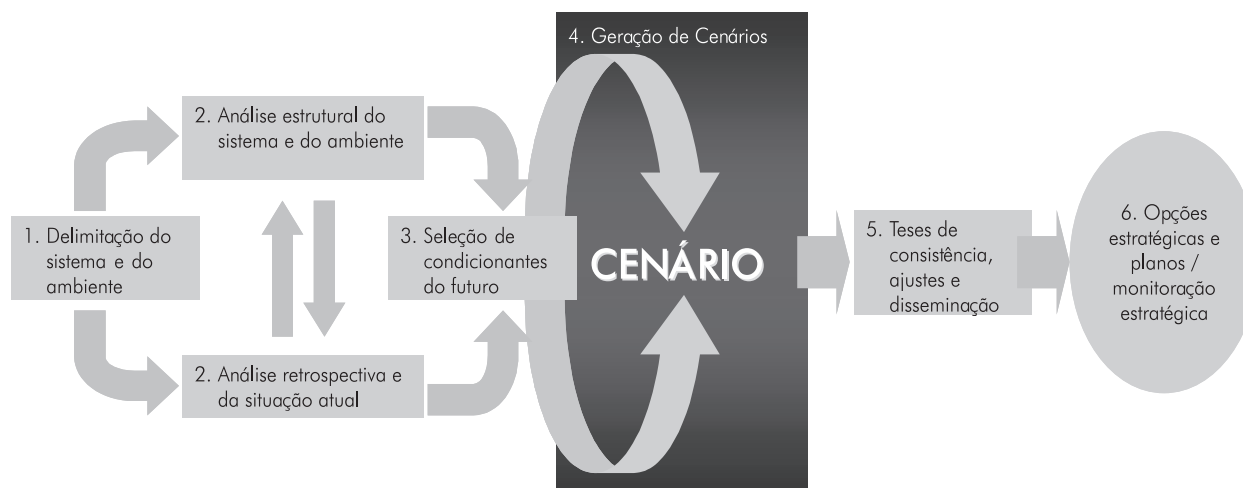 4. Geração de Cenários
2. Análise estrutural do
sistema e do ambiente
1. Delimitação do
sistema e do
ambiente
3. Seleção de
condicionantes
do futuro
2. Análise retrospectiva e
da situação atual
CENÁRIO
5. Teses de
consistência,
ajustes e
disseminação
6. Opções
estratégicas e
planos /
monitoração
estratégica